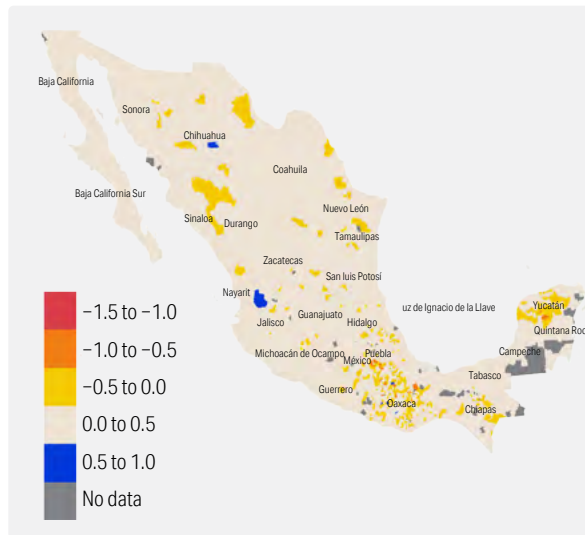 Baja California
Sonora
Chihuahua
Coahuila
Baja California Sur
Nuevo León
Sinaloa
Durango
Tamaulipas
Zacatecas
San luis Potosí
Nayarit
uz de Ignacio de la Llave
Yucatán
Guanajuato
Jalisco
Hidalgo
Quintana Roo
Michoacán de Ocampo
Puebla
Campeche
México
Tabasco
Guerrero
Oaxaca
Chiapas
−1.5 to −1.0
−1.0 to −0.5
−0.5 to 0.0
0.0 to 0.5
0.5 to 1.0
No data